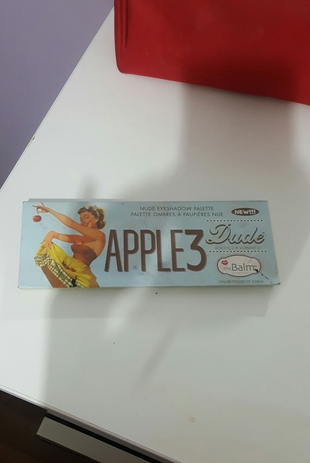 NUDE EYESHADOW PALETTE
PALETTE OMBRES À PAUPIÈRES NUE
NEW!!!
APPLE3
Dude
theBalm